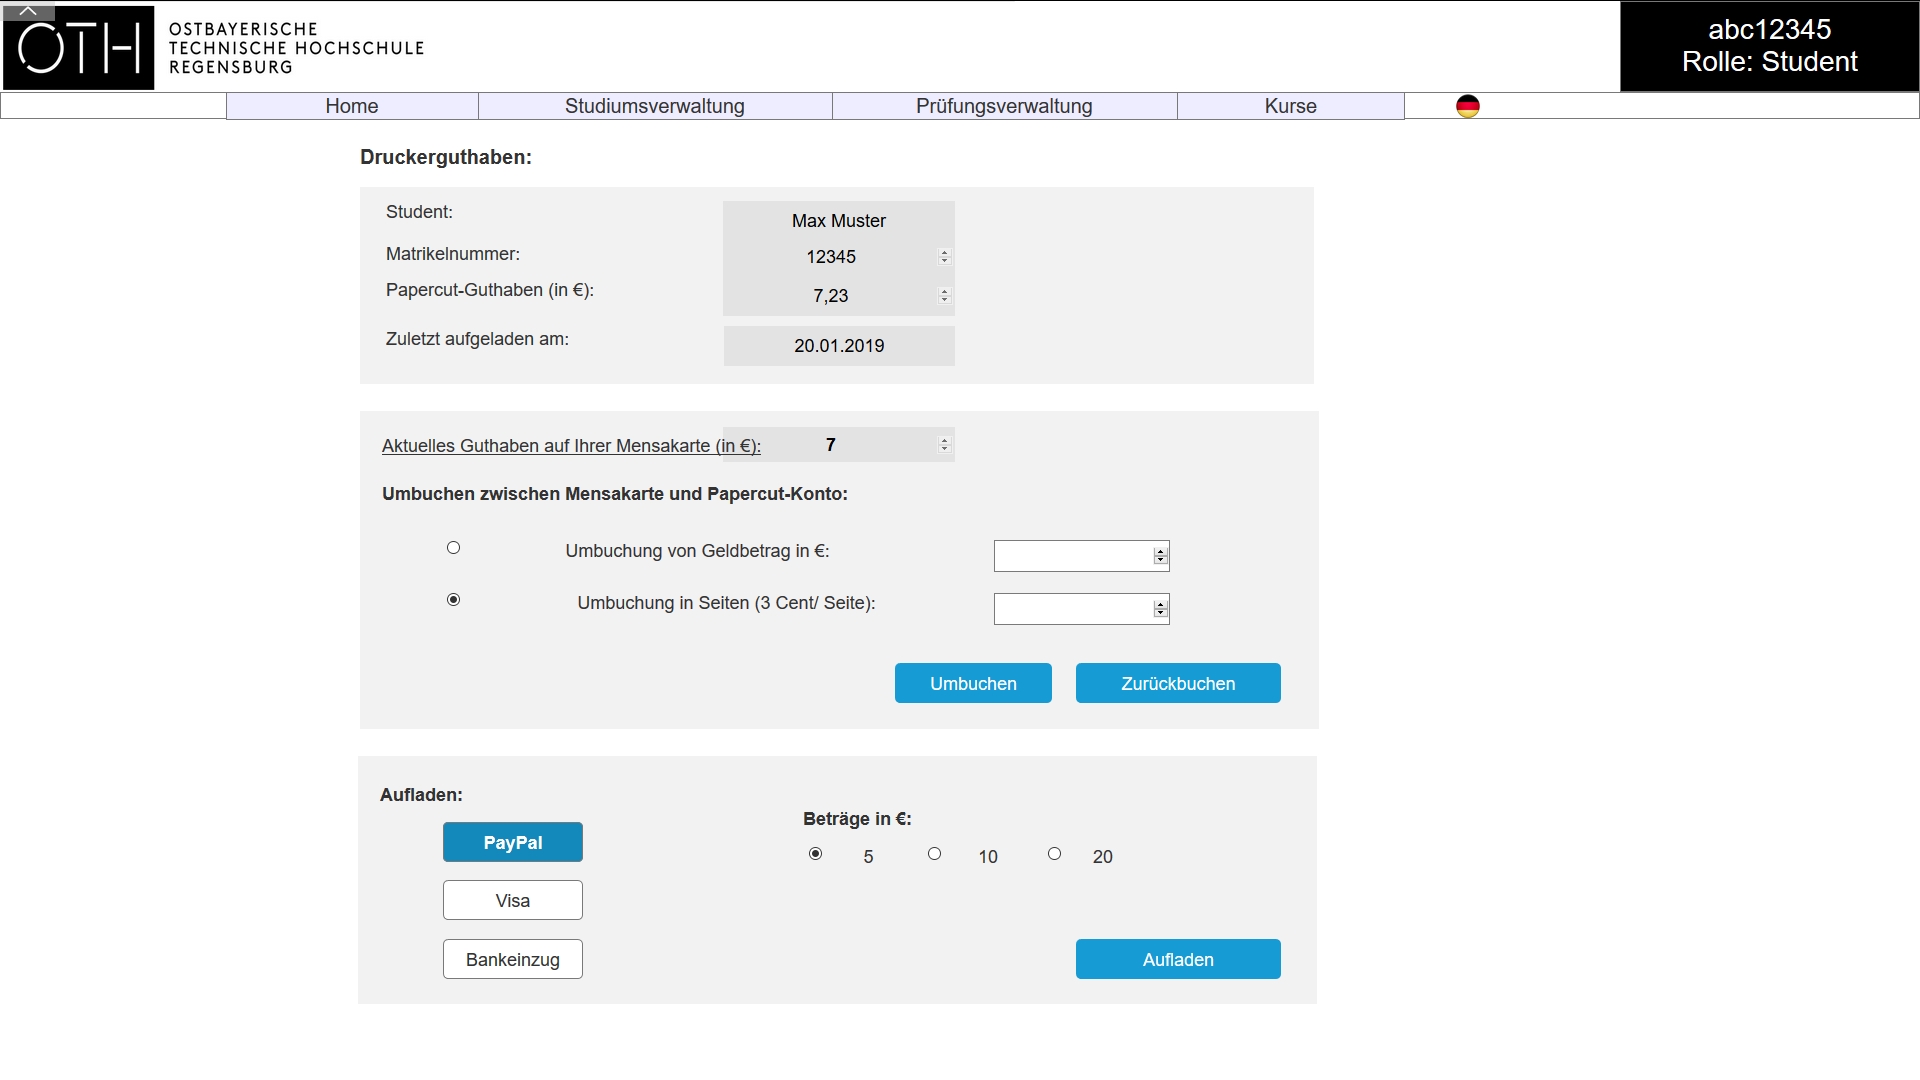 OTH
OSTBAYERISCHE
TECHNISCHE HOCHSCHULE
REGENSBURG
abc12345
Rolle: Student
Home Studiumsverwaltung Prüfungsverwaltung Kurse
Druckerguthaben:
Student: Max Muster
Matrikelnummer: 12345
Papercut-Guthaben (in €): 7,23
Zuletzt aufgeladen am: 20.01.2019
Aktuelles Guthaben auf Ihrer Mensakarte (in €): 7
Umbuchen zwischen Mensakarte und Papercut-Konto:
Umbuchung von Geldbetrag in €:
Umbuchung in Seiten (3 Cent/ Seite):
Umbuchen Zurückbuchen
Aufladen:
Beträge in €:
PayPal
5 10 20
Visa
Bankeinzug
Aufladen